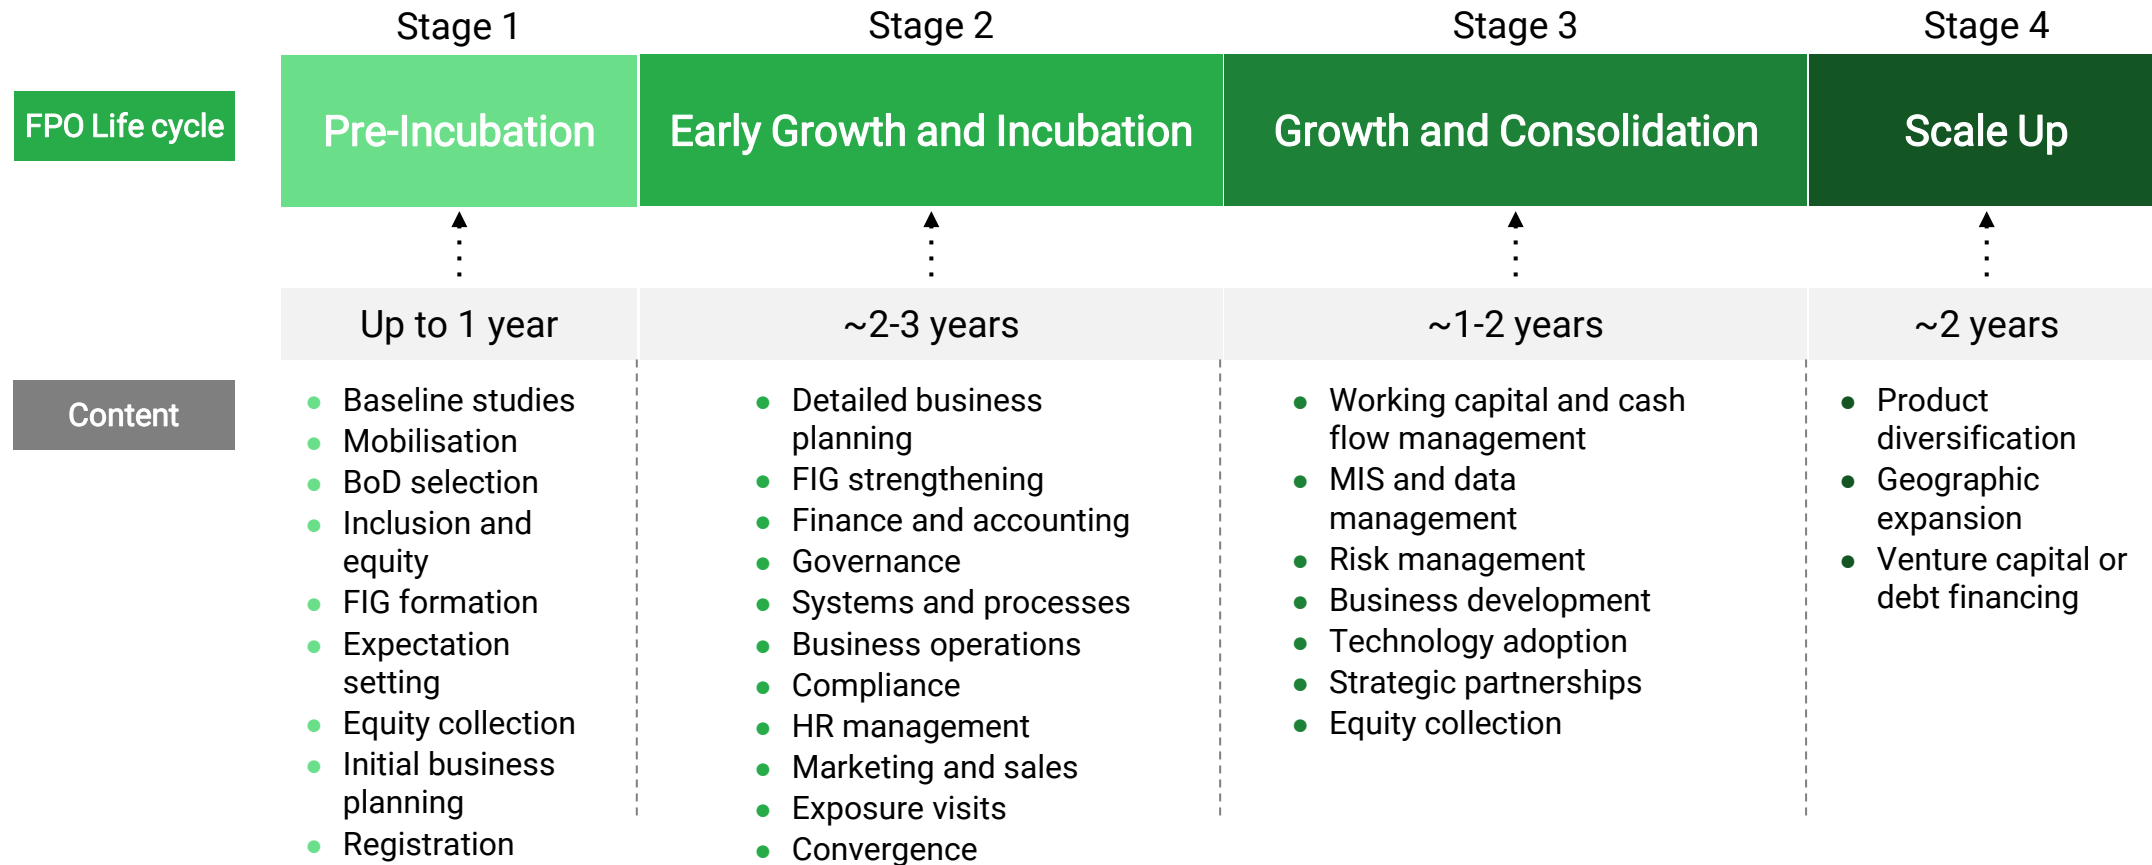 Stage 1
Stage 2
Stage 3
Stage 4
FPO Life cycle
Pre-Incubation
Early Growth and Incubation
Growth and Consolidation
Scale Up
Up to 1 year
~2-3 years
~1-2 years
~2 years
Content
Baseline studies
Mobilisation
BoD selection
Inclusion and
equity
FIG formation
Expectation
setting
Equity collection
Initial business
planning
Registration
Detailed business
planning
FIG strengthening
Finance and accounting
Governance
Systems and processes
Business operations
Compliance
HR management
Marketing and sales
Exposure visits
Convergence
Working capital and cash
flow management
MIS and data
management
Risk management
Business development
Technology adoption
Strategic partnerships
Equity collection
Product
diversification
Geographic
expansion
Venture capital or
debt financing